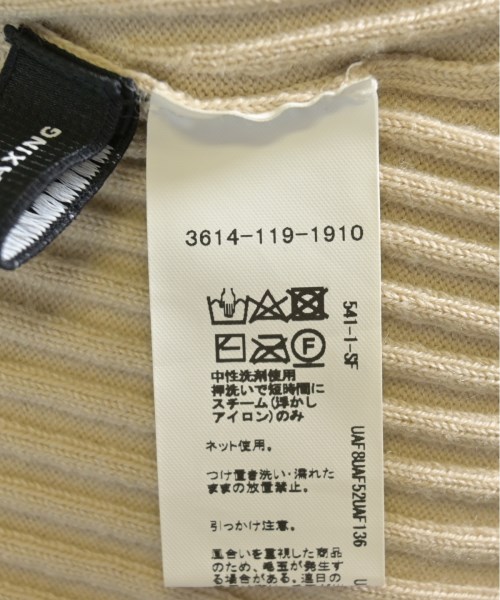 AXING
3614-119-1910
F
中性洗剤使用
押洗いで短時間に
スチーム(浮かし
アイロン)のみ
ネット使用。
つけ置き洗い・濡れた
ままの放置禁止。
引っかけ注意。
風合いを重視した商品
のため、毛玉が発生す
る場合がある。連日の
541-1-SF
UAF8UAF52UAF136